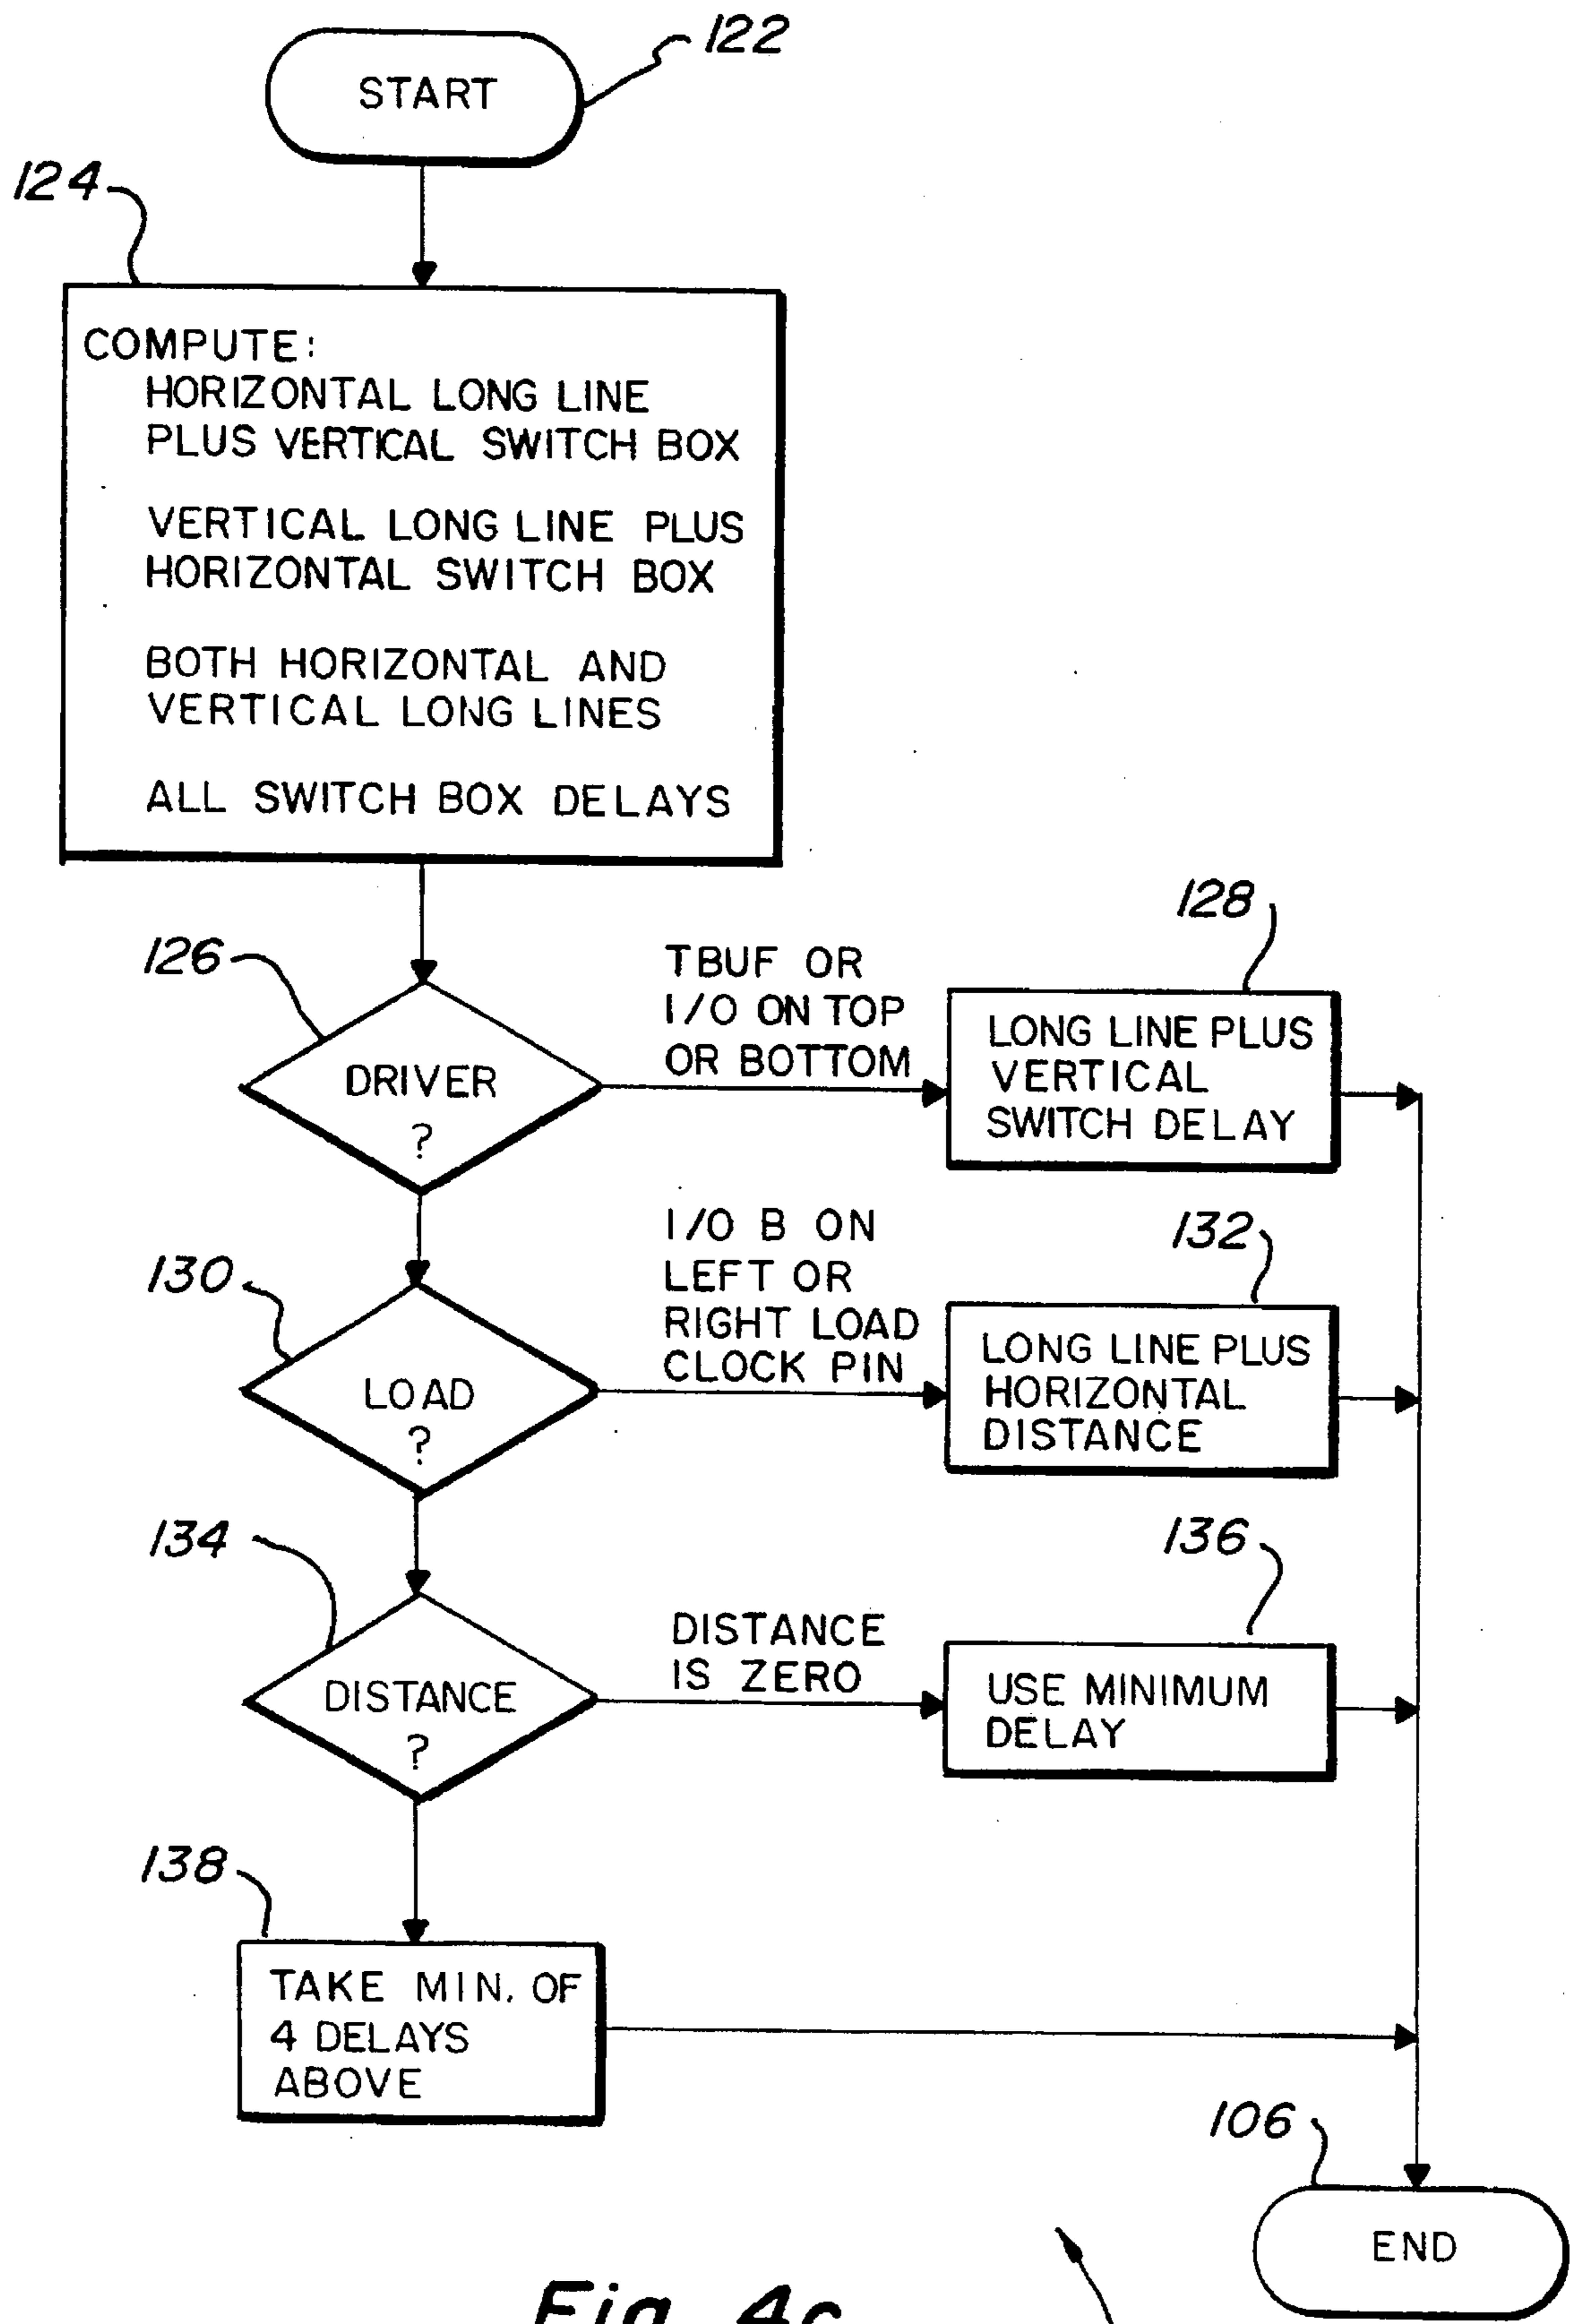 START
122
124
COMPUTE:
HORIZONTAL LONG LINE
PLUS VERTICAL SWITCH BOX
VERTICAL LONG LINE PLUS
HORIZONTAL SWITCH BOX
BOTH HORIZONTAL AND
VERTICAL LONG LINES
ALL SWITCH BOX DELAYS
126
DRIVER
?
TBUF OR
I/O ON TOP
OR BOTTOM
128
LONG LINE PLUS
VERTICAL
SWITCH DELAY
130
LOAD
?
I/O B ON
LEFT OR
RIGHT LOAD
CLOCK PIN
132
LONG LINE PLUS
HORIZONTAL
DISTANCE
134
DISTANCE
?
DISTANCE
IS ZERO
136
USE MINIMUM
DELAY
138
TAKE MIN. OF
4 DELAYS
ABOVE
106
END
Fig. 4c